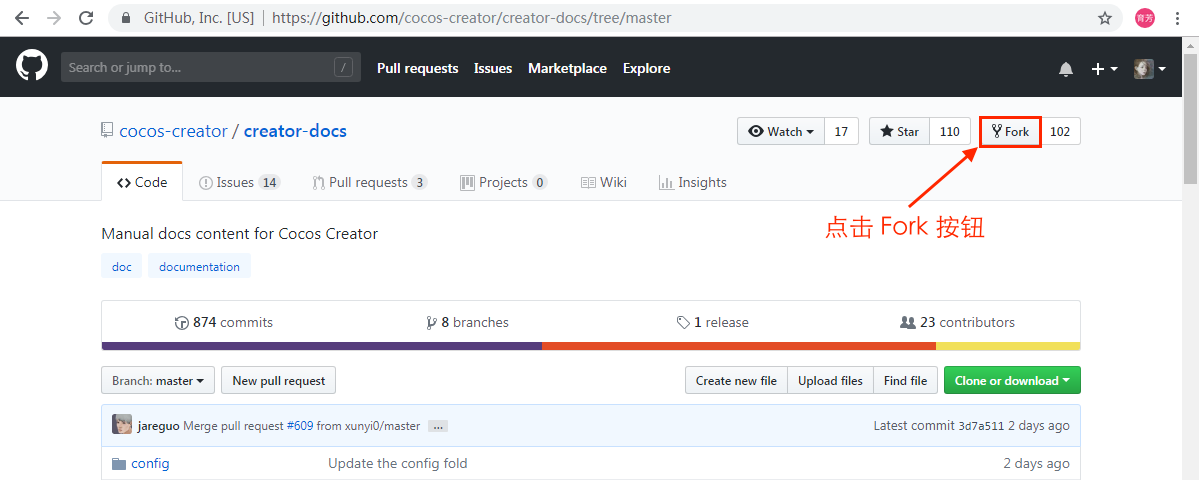 GitHub, Inc. [US] | https://github.com/cocos-creator/creator-docs/tree/master
育芳
Search or jump to... / Pull requests Issues Marketplace Explore
cocos-creator / creator-docs Watch 17 Star 110 Fork 102
Code Issues 14 Pull requests 3 Projects 0 Wiki Insights
点击 Fork 按钮
Manual docs content for Cocos Creator
doc documentation
874 commits 8 branches 1 release 23 contributors
Branch: master New pull request Create new file Upload files Find file Clone or download
jareguo Merge pull request #609 from xunyi0/master ... Latest commit 3d7a511 2 days ago
config Update the config fold 2 days ago